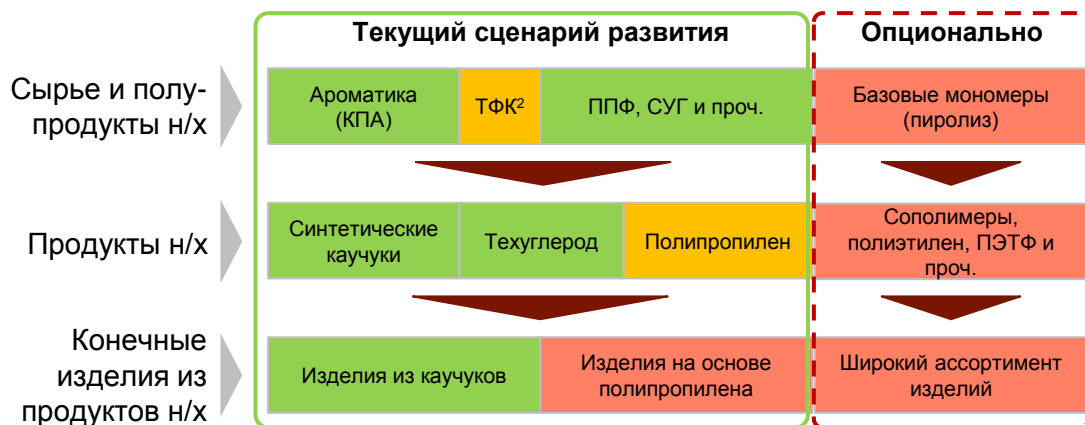 Текущий сценарий развития
Опционально
Сырье и полу-
продукты н/х
Ароматика
(КПА)
ТФК²
ППФ, СУГ и проч.
Базовые мономеры
(пиролиз)
Продукты н/х
Синтетические
каучуки
Техуглерод
Полипропилен
Сополимеры,
полиэтилен, ПЭТФ и
проч.
Конечные
изделия из
продуктов н/х
Изделия из каучуков
Изделия на основе
полипропилена
Широкий ассортимент
изделий